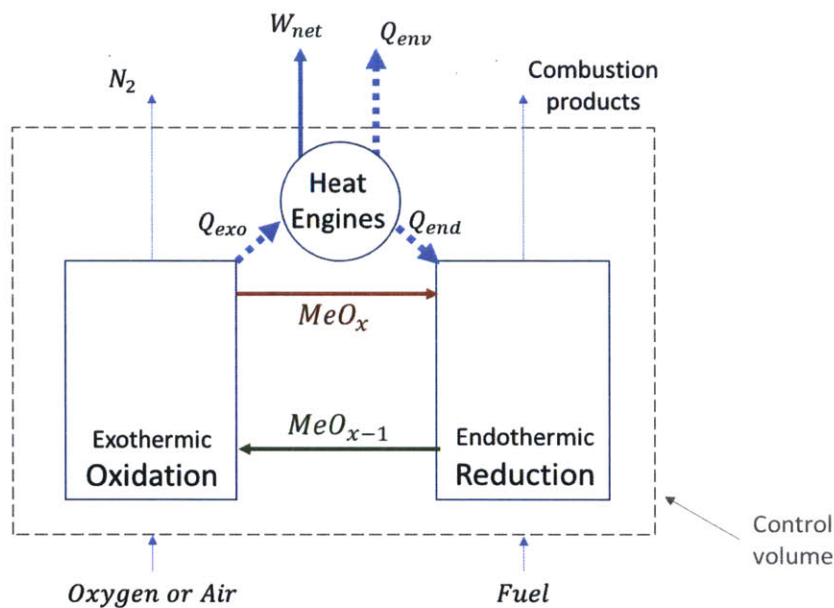 W_net
Q_env
N_2
Combustion
products
Heat
Engines
Q_exo
Q_end
MeO_x
MeO_{x-1}
Exothermic
Oxidation
Endothermic
Reduction
Control
volume
Oxygen or Air
Fuel